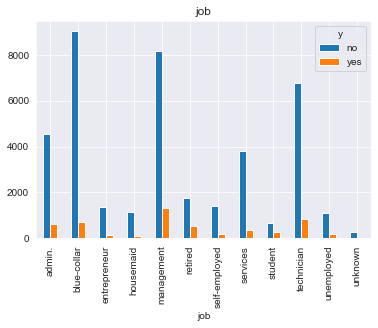 job
y
no
yes
8000
6000
4000
2000
0
admin.
blue-collar
entrepreneur
housemaid
management
retired
self-employed
services
student
technician
unemployed
unknown
job